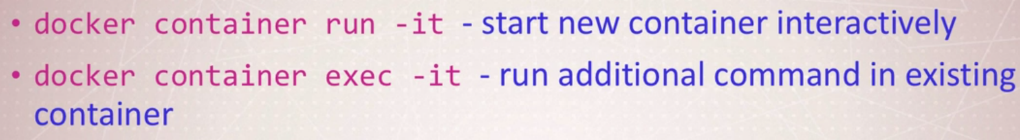 • docker container run -it - start new container interactively
• docker container exec -it - run additional command in existing
container